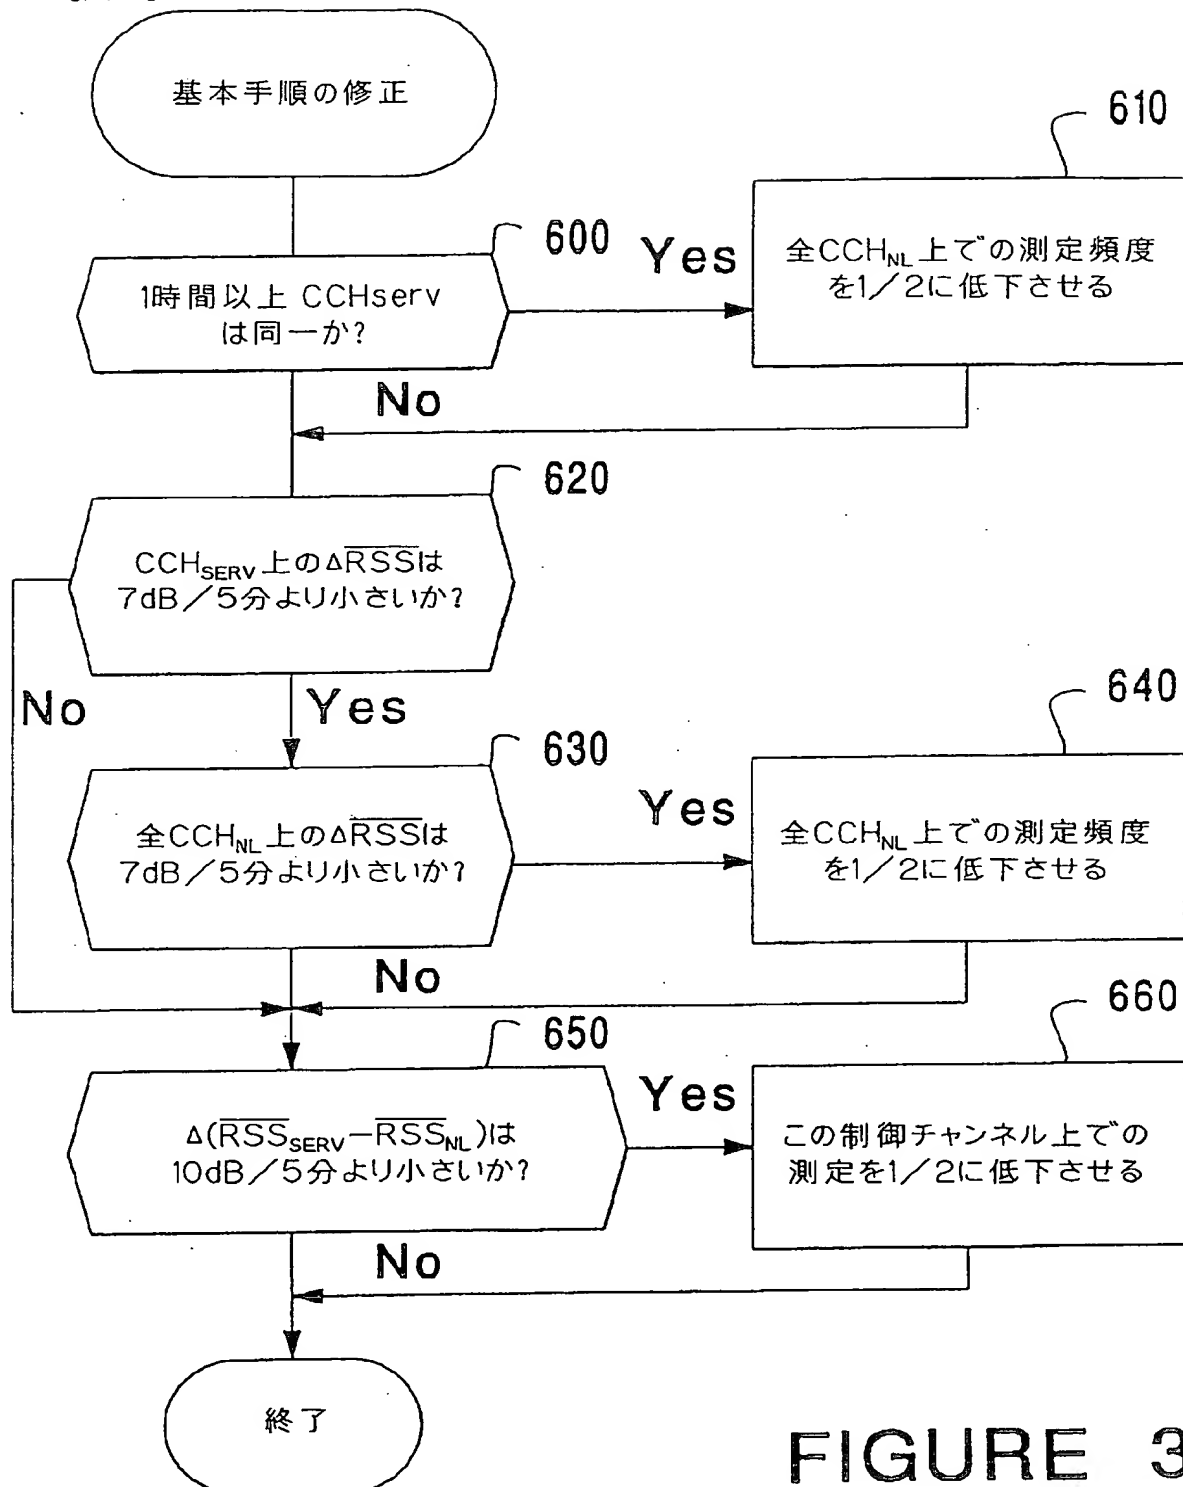 基本手順の修正
610
600
Yes
全CCH_NL上での測定頻度
を1/2に低下させる
1時間以上 CCHserv
は同一か?
No
620
CCH_SERV上のΔR̅S̅S̅は
7dB/5分より小さいか?
No
Yes
640
630
Yes
全CCH_NL上のΔR̅S̅S̅は
7dB/5分より小さいか?
全CCH_NL上での測定頻度
を1/2に低下させる
No
660
650
Yes
Δ(R̅S̅S̅_SERV−R̅S̅S̅_NL)は
10dB/5分より小さいか?
この制御チャンネル上での
測定を1/2に低下させる
No
終了
FIGURE 3